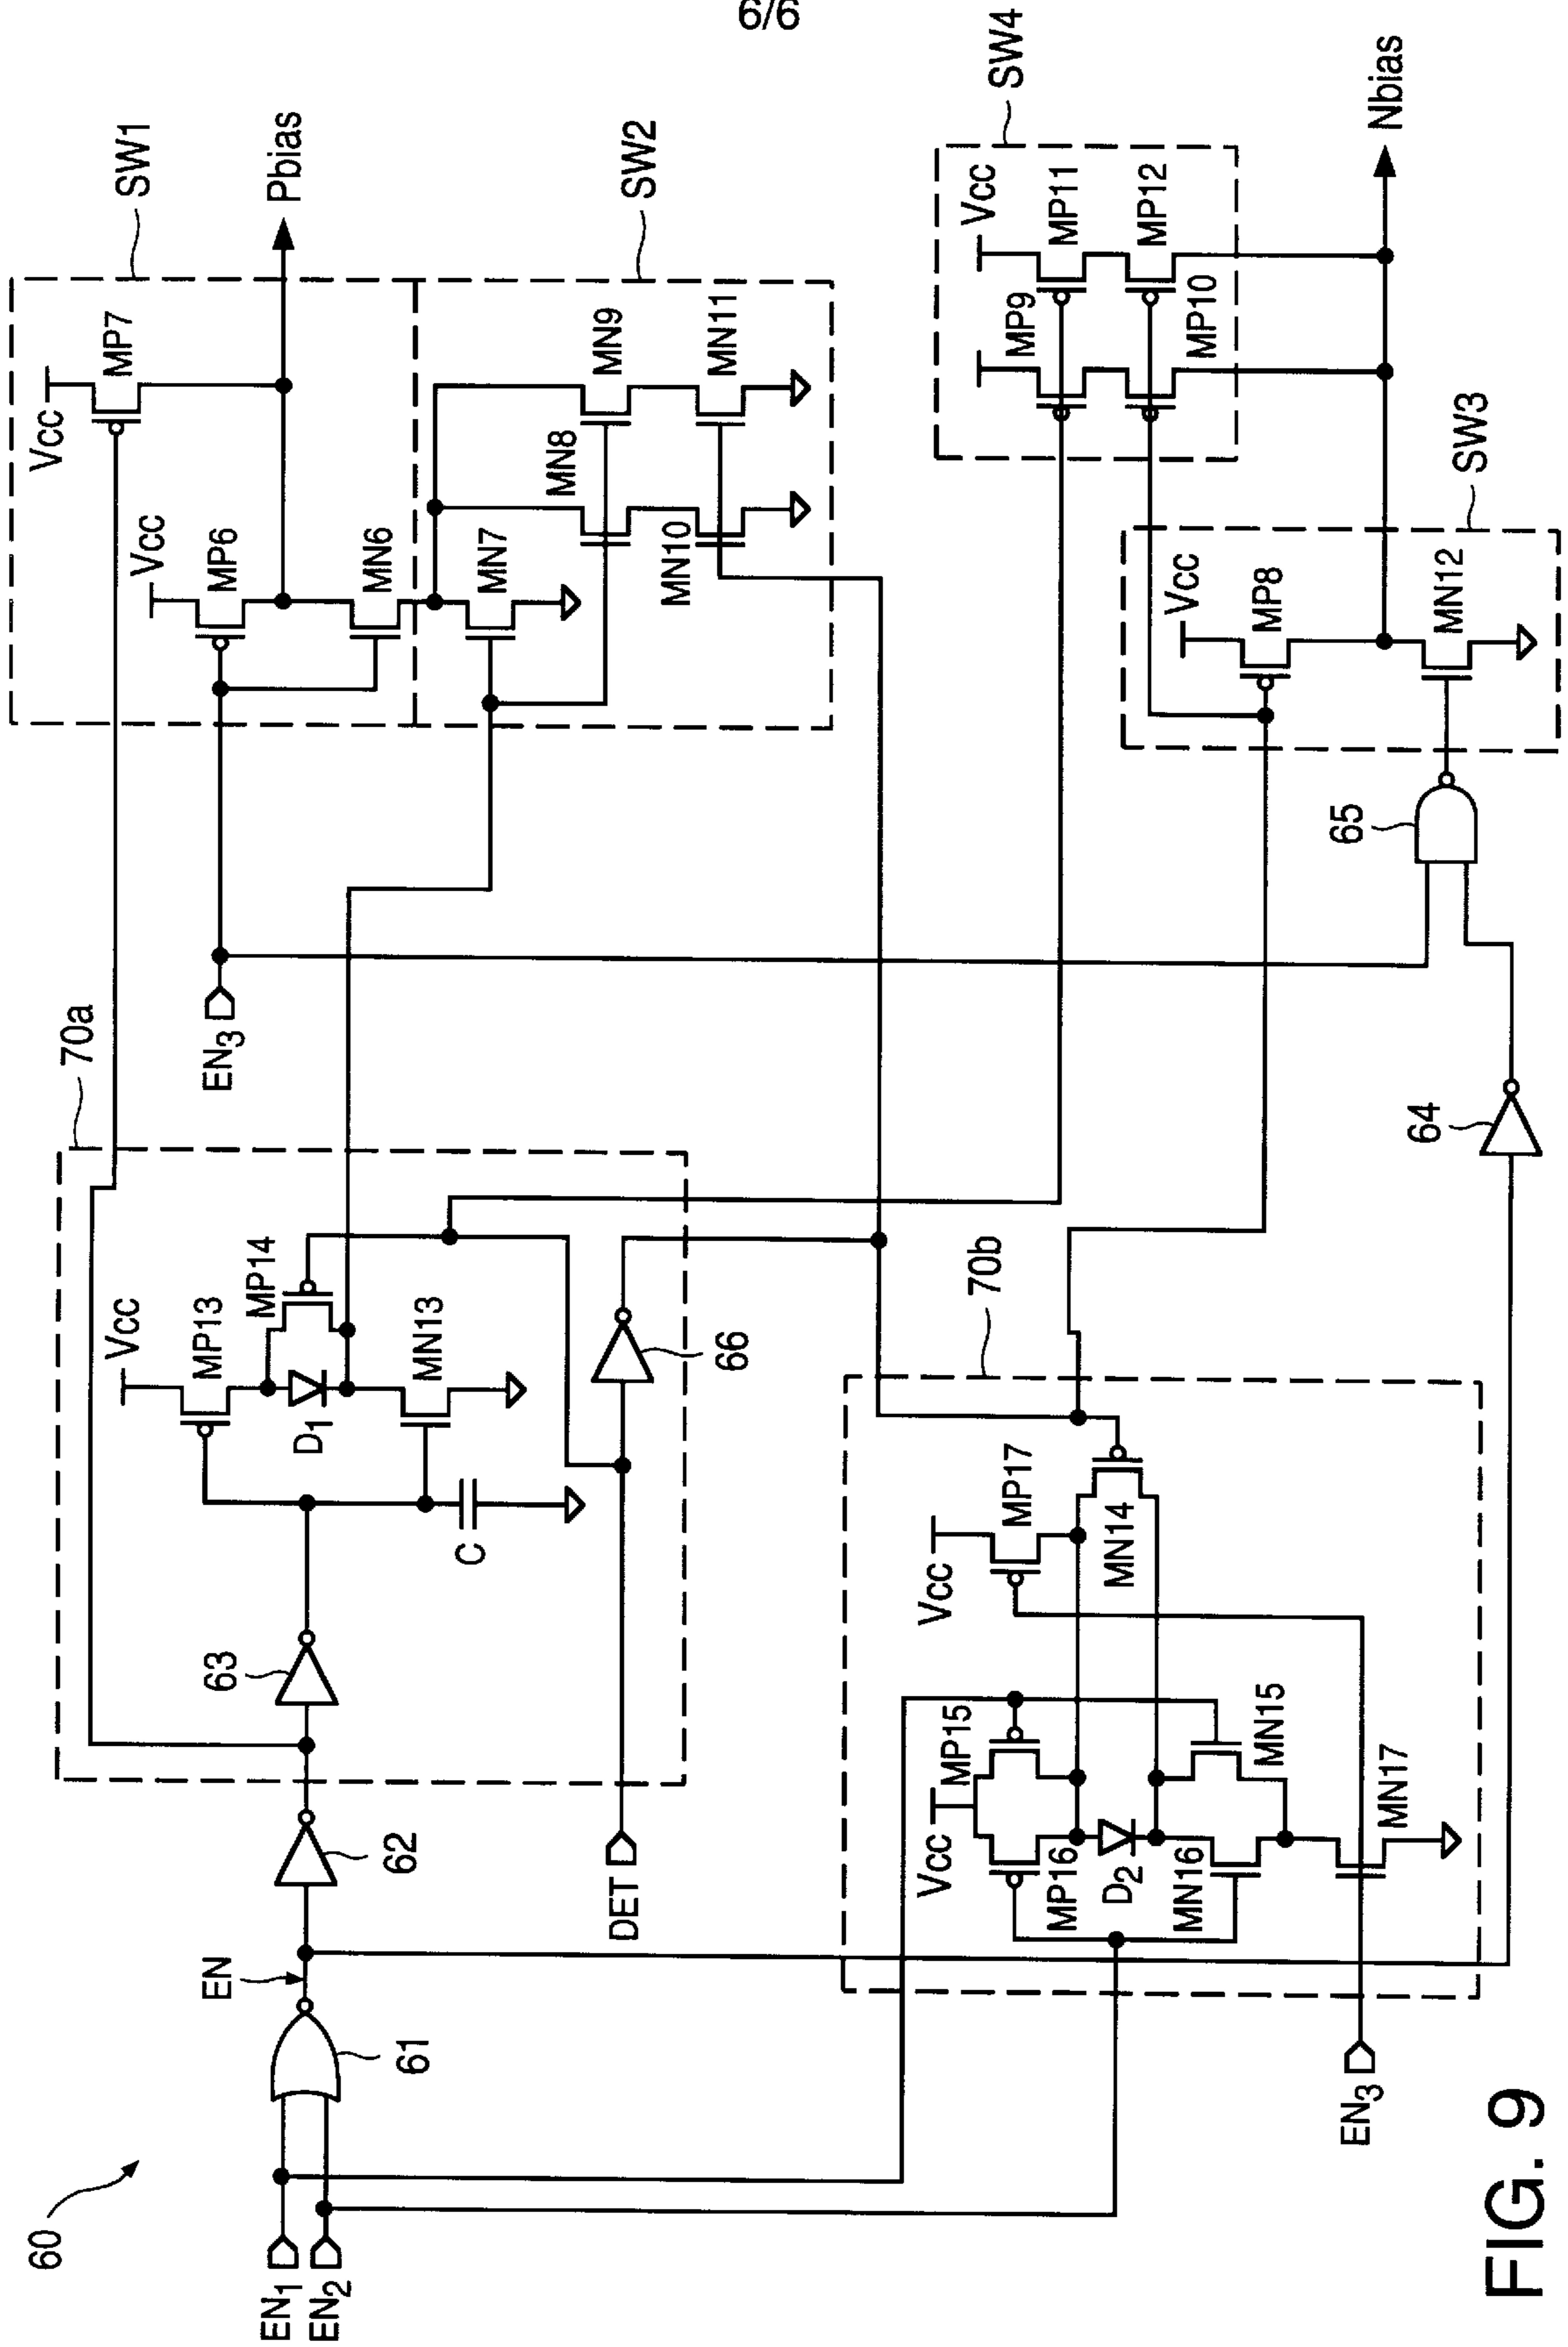 6/6
60
EN1
EN2
61
EN
62
63
70a
Vcc
MP13
MP14
D1
MN13
C
DET
66
EN3
SW1
Vcc
MP7
Pbias
Vcc
MP6
MN6
SW2
MN7
MN8
MN9
MN10
MN11
SW4
Vcc
MP9
MP11
MP10
MP12
Nbias
SW3
Vcc
MP8
MN12
65
64
70b
Vcc
MP15
MP16
D2
MN16
MN15
MN17
Vcc
MP17
MN14
EN3
FIG. 9